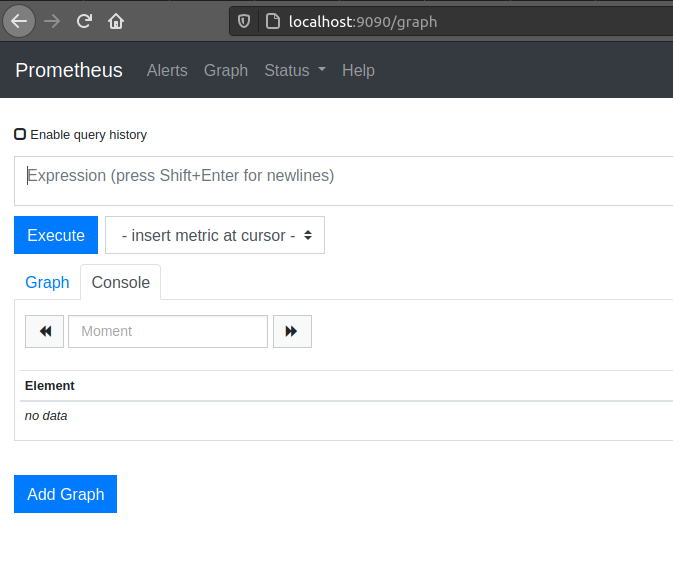 localhost:9090/graph
Prometheus Alerts Graph Status Help
Enable query history
Expression (press Shift+Enter for newlines)
Execute - insert metric at cursor -
Graph Console
Moment
Element
no data
Add Graph